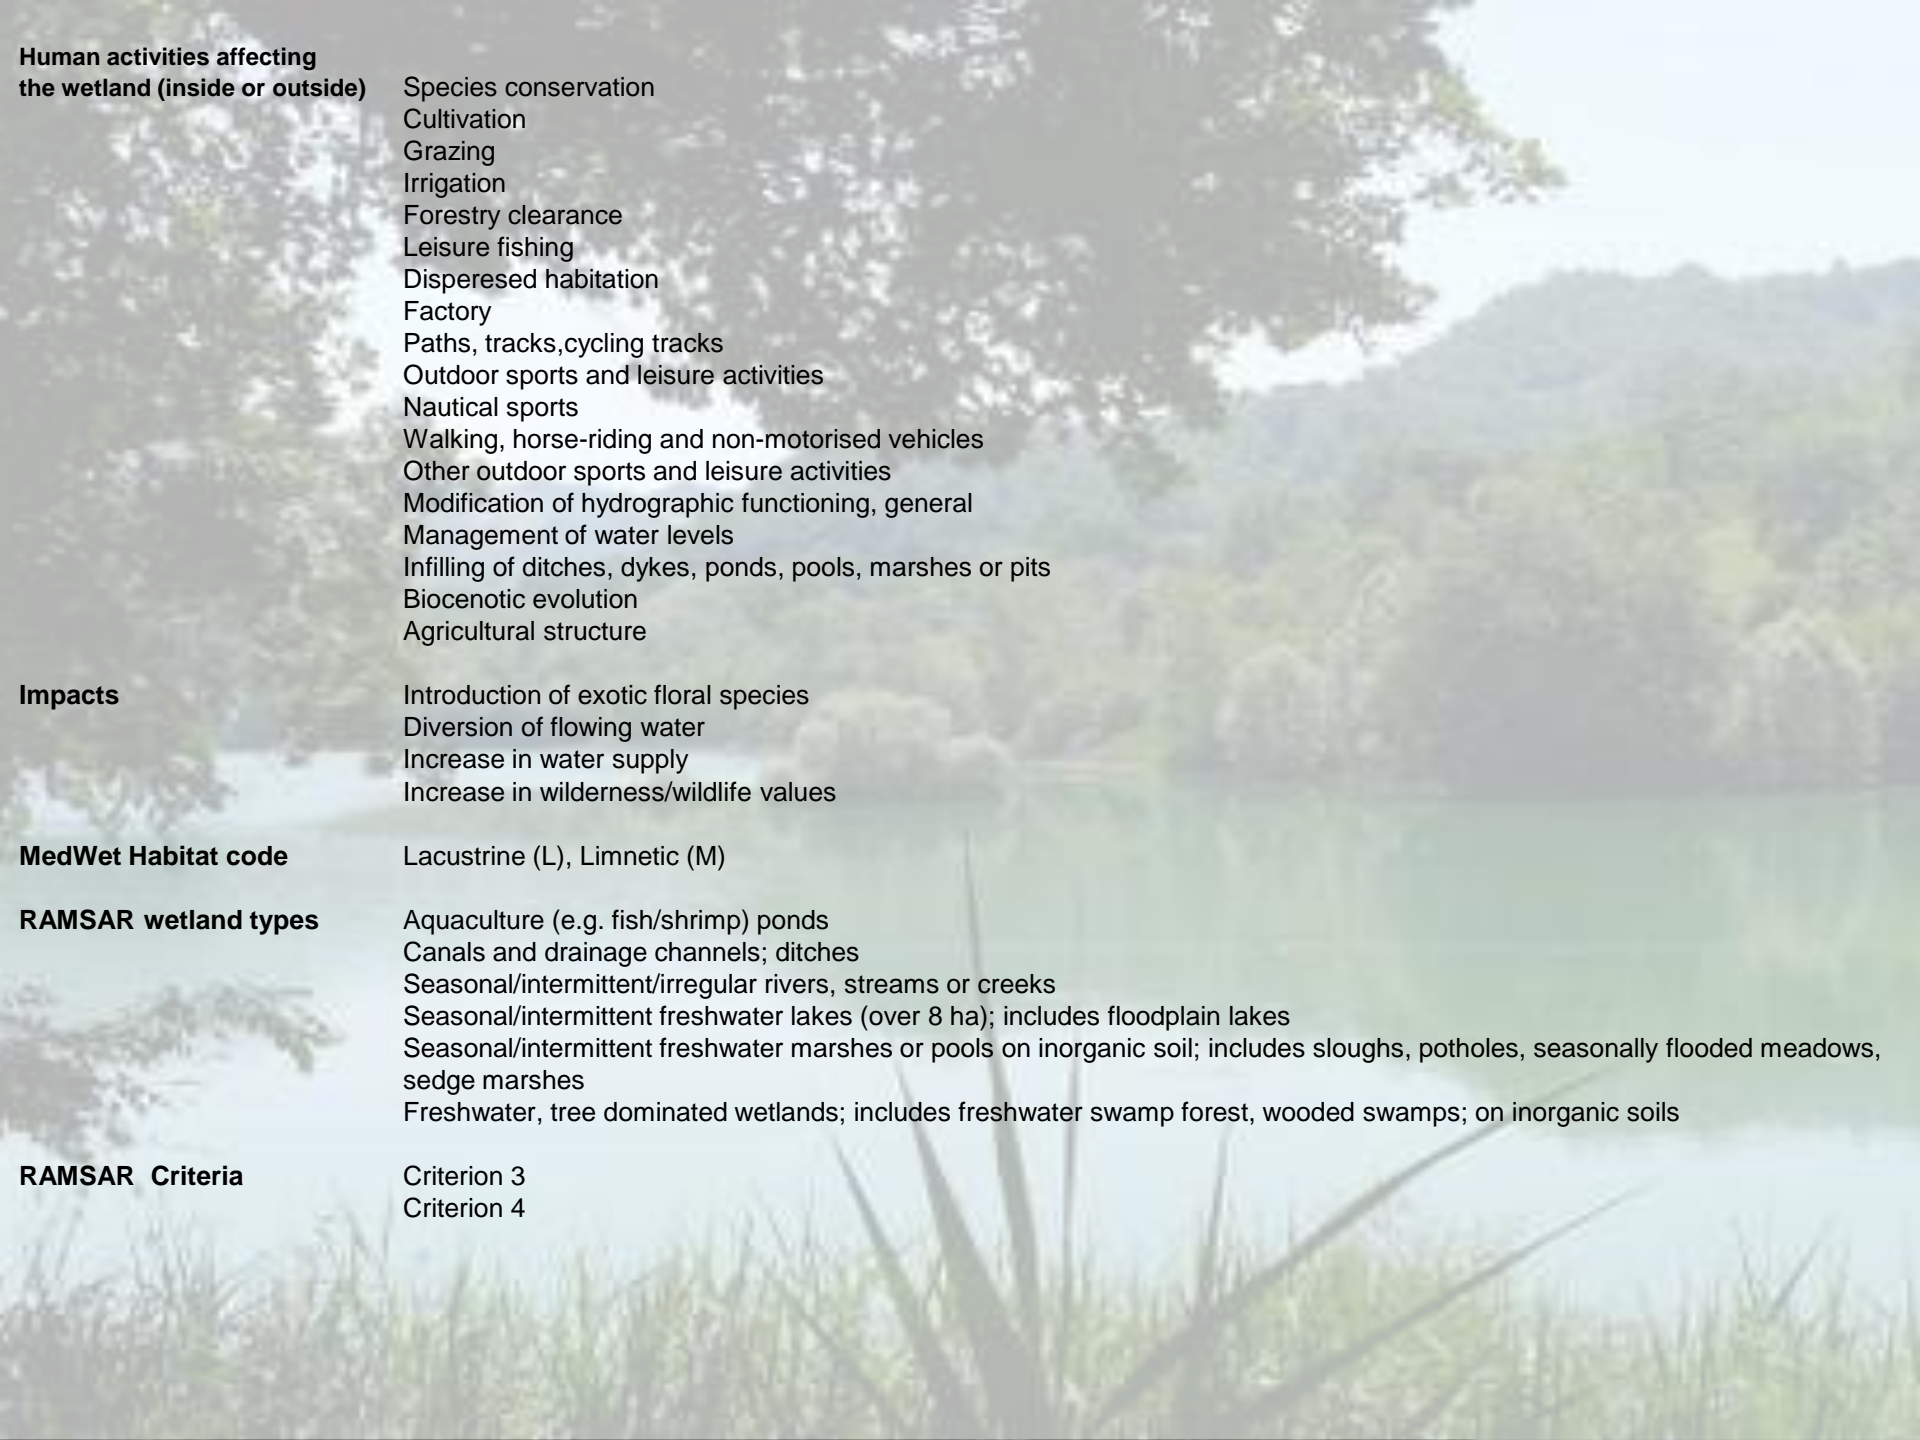 Human activities affecting
the wetland (inside or outside) Species conservation
Cultivation
Grazing
Irrigation
Forestry clearance
Leisure fishing
Disperesed habitation
Factory
Paths, tracks,cycling tracks
Outdoor sports and leisure activities
Nautical sports
Walking, horse-riding and non-motorised vehicles
Other outdoor sports and leisure activities
Modification of hydrographic functioning, general
Management of water levels
Infilling of ditches, dykes, ponds, pools, marshes or pits
Biocenotic evolution
Agricultural structure
Impacts Introduction of exotic floral species
Diversion of flowing water
Increase in water supply
Increase in wilderness/wildlife values
MedWet Habitat code Lacustrine (L), Limnetic (M)
RAMSAR wetland types Aquaculture (e.g. fish/shrimp) ponds
Canals and drainage channels; ditches
Seasonal/intermittent/irregular rivers, streams or creeks
Seasonal/intermittent freshwater lakes (over 8 ha); includes floodplain lakes
Seasonal/intermittent freshwater marshes or pools on inorganic soil; includes sloughs, potholes, seasonally flooded meadows,
sedge marshes
Freshwater, tree dominated wetlands; includes freshwater swamp forest, wooded swamps; on inorganic soils
RAMSAR Criteria Criterion 3
Criterion 4